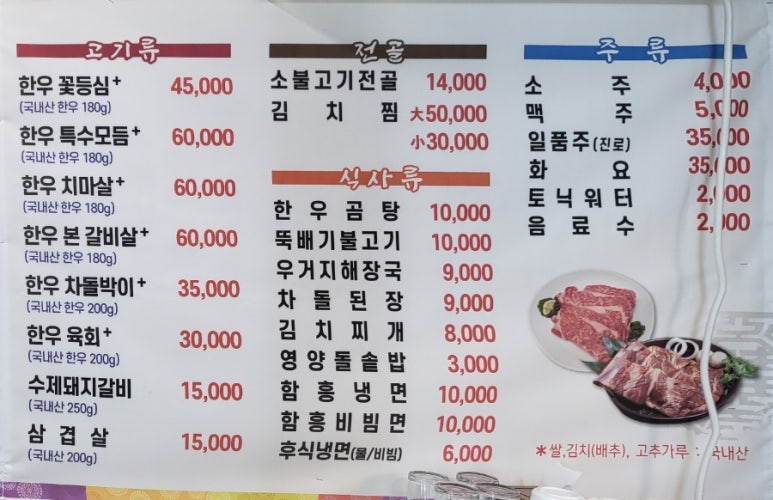 고기류
한우 꽃등심+ 45,000
(국내산 한우 180g)
한우 특수모듬+ 60,000
(국내산 한우 180g)
한우 치마살+ 60,000
(국내산 한우 180g)
한우 본 갈비살+ 60,000
(국내산 한우 180g)
한우 차돌박이+ 35,000
(국내산 한우 200g)
한우 육회+ 30,000
(국내산 한우 200g)
수제돼지갈비 15,000
(국내산 250g)
삼겹살 15,000
(국내산 200g)
전골
소불고기전골 14,000
김치찜 大50,000
小30,000
식사류
한우곰탕 10,000
뚝배기불고기 10,000
우거지해장국 9,000
차돌된장 9,000
김치찌개 8,000
영양돌솥밥 3,000
함흥냉면 10,000
함흥비빔면 10,000
후식냉면(물/비빔) 6,000
주류
소주 4,000
맥주 5,000
일품주(진로) 35,000
화요 35,000
토닉워터 2,000
음료수 2,000
*쌀,김치(배추), 고추가루 : 국내산